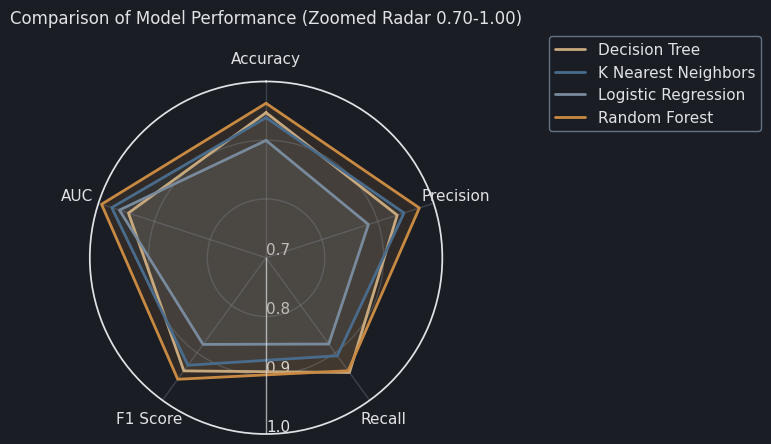 Comparison of Model Performance (Zoomed Radar 0.70-1.00)
Decision Tree
K Nearest Neighbors
Logistic Regression
Random Forest
Accuracy
AUC
Precision
0.7
0.8
0.9
F1 Score
Recall
1.0